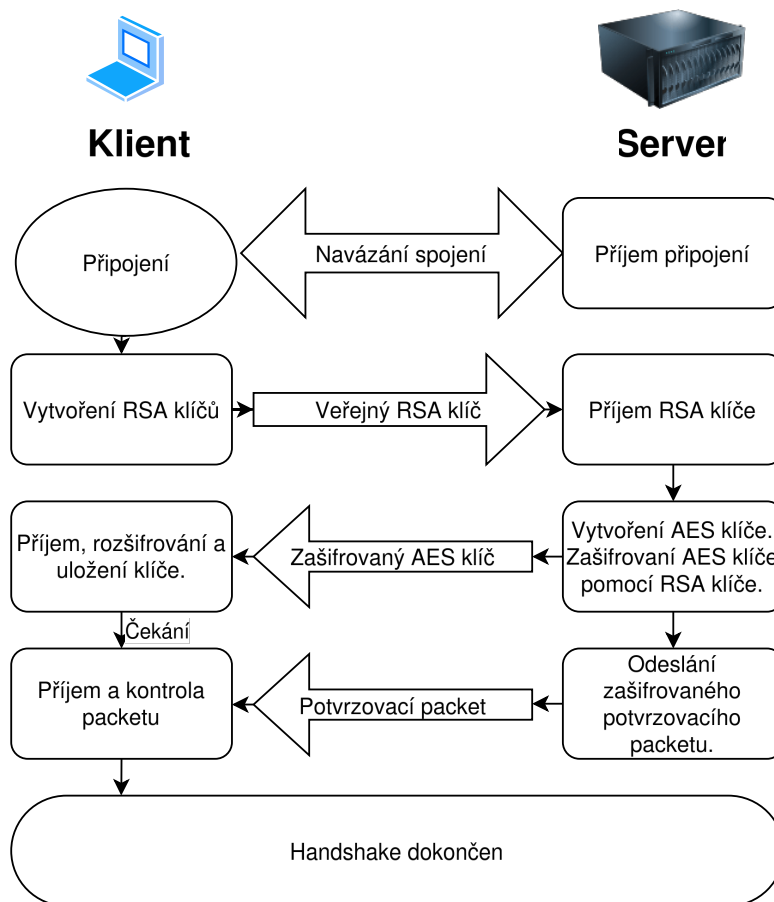 Klient
Server
Připojení
Navázání spojení
Příjem připojení
Vytvoření RSA klíčů
Veřejný RSA klíč
Příjem RSA klíče
Příjem, rozšifrování a
uložení klíče.
Zašifrovaný AES klíč
Vytvoření AES klíče.
Zašifrovaní AES klíče
pomocí RSA klíče.
Čekání
Příjem a kontrola
packetu
Potvrzovací packet
Odeslání
zašifrovaného
potvrzovacího
packetu.
Handshake dokončen